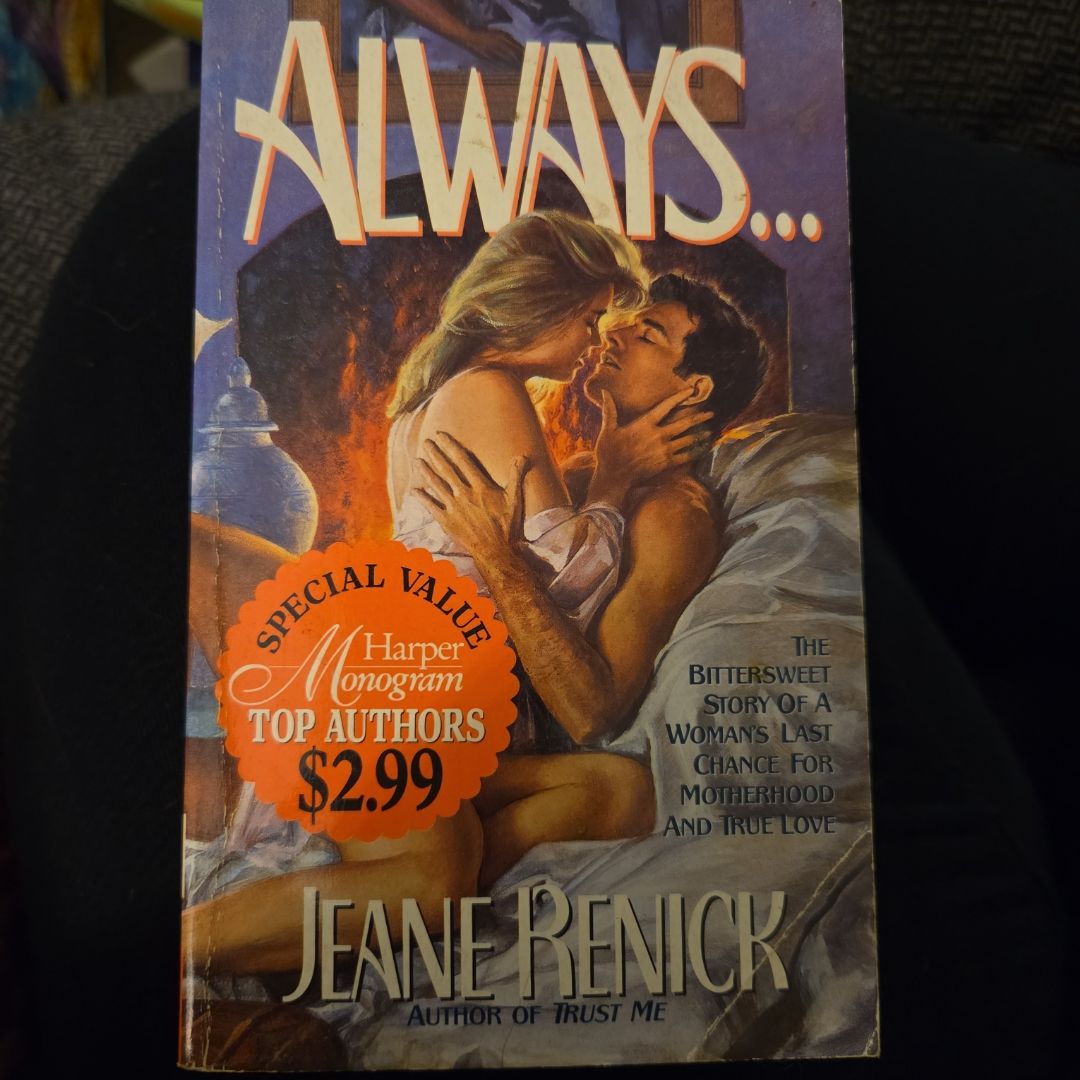 ALWAYS...
SPECIAL VALUE
Harper
Monogram
TOP AUTHORS
$2.99
THE
BITTERSWEET
STORY OF A
WOMAN'S LAST
CHANCE FOR
MOTHERHOOD
AND TRUE LOVE
JEANE RENICK
AUTHOR OF TRUST ME